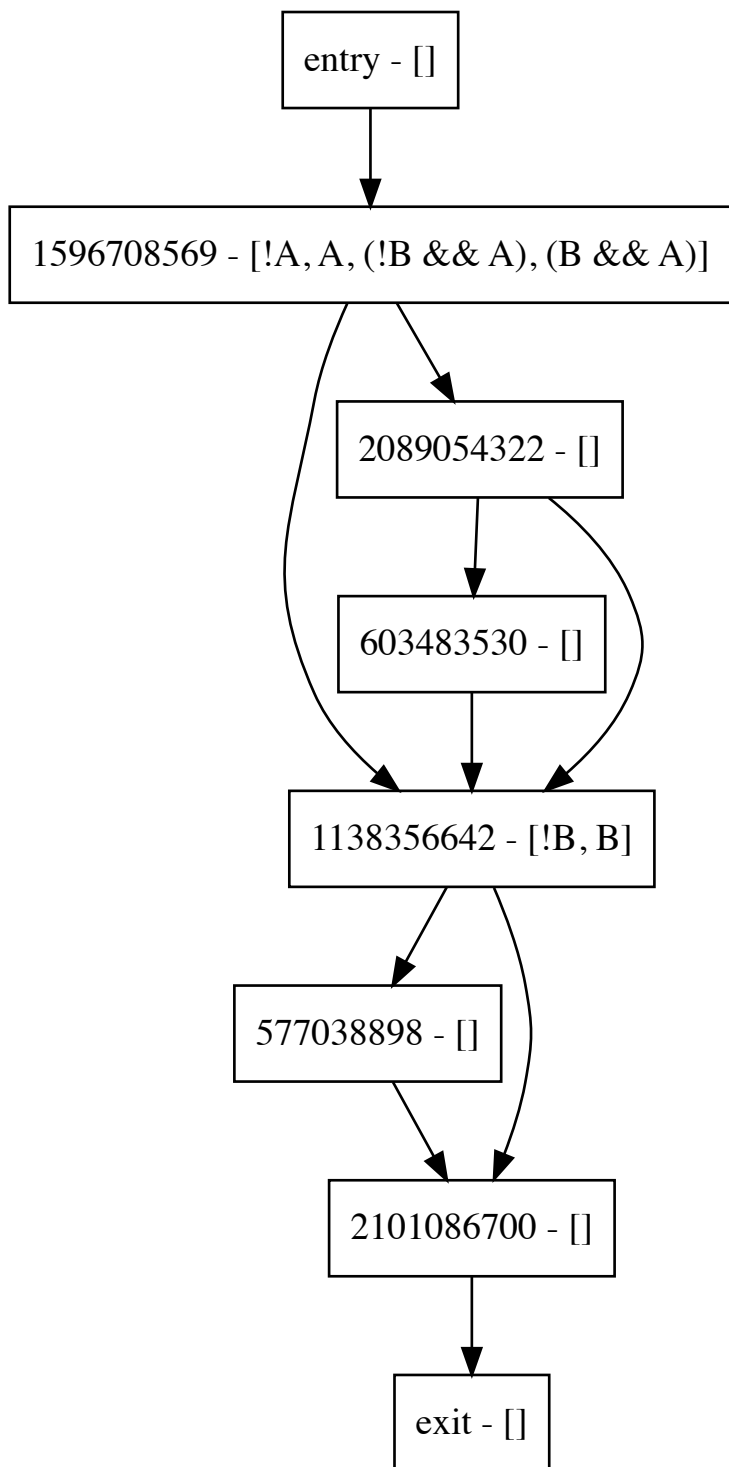 entry - []
1596708569 - [!A, A, (!B && A), (B && A)]
2089054322 - []
603483530 - []
1138356642 - [!B, B]
577038898 - []
2101086700 - []
exit - []